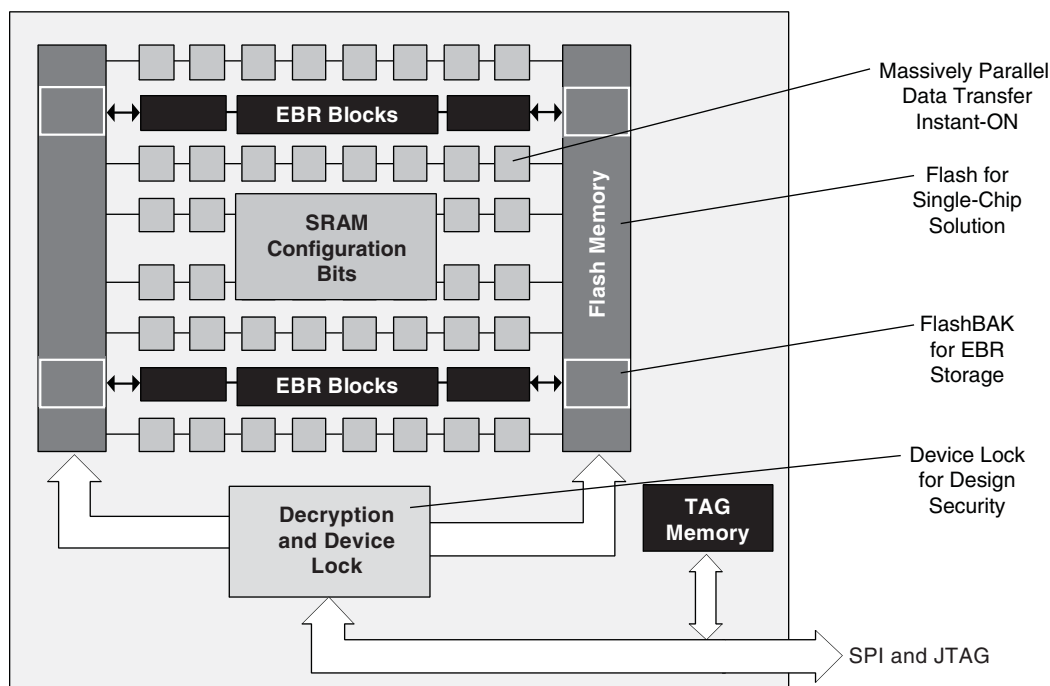 EBR Blocks
SRAM
Configuration
Bits
EBR Blocks
Flash Memory
Decryption
and Device
Lock
TAG
Memory
Massively Parallel
Data Transfer
Instant-ON
Flash for
Single-Chip
Solution
FlashBAK
for EBR
Storage
Device Lock
for Design
Security
SPI and JTAG